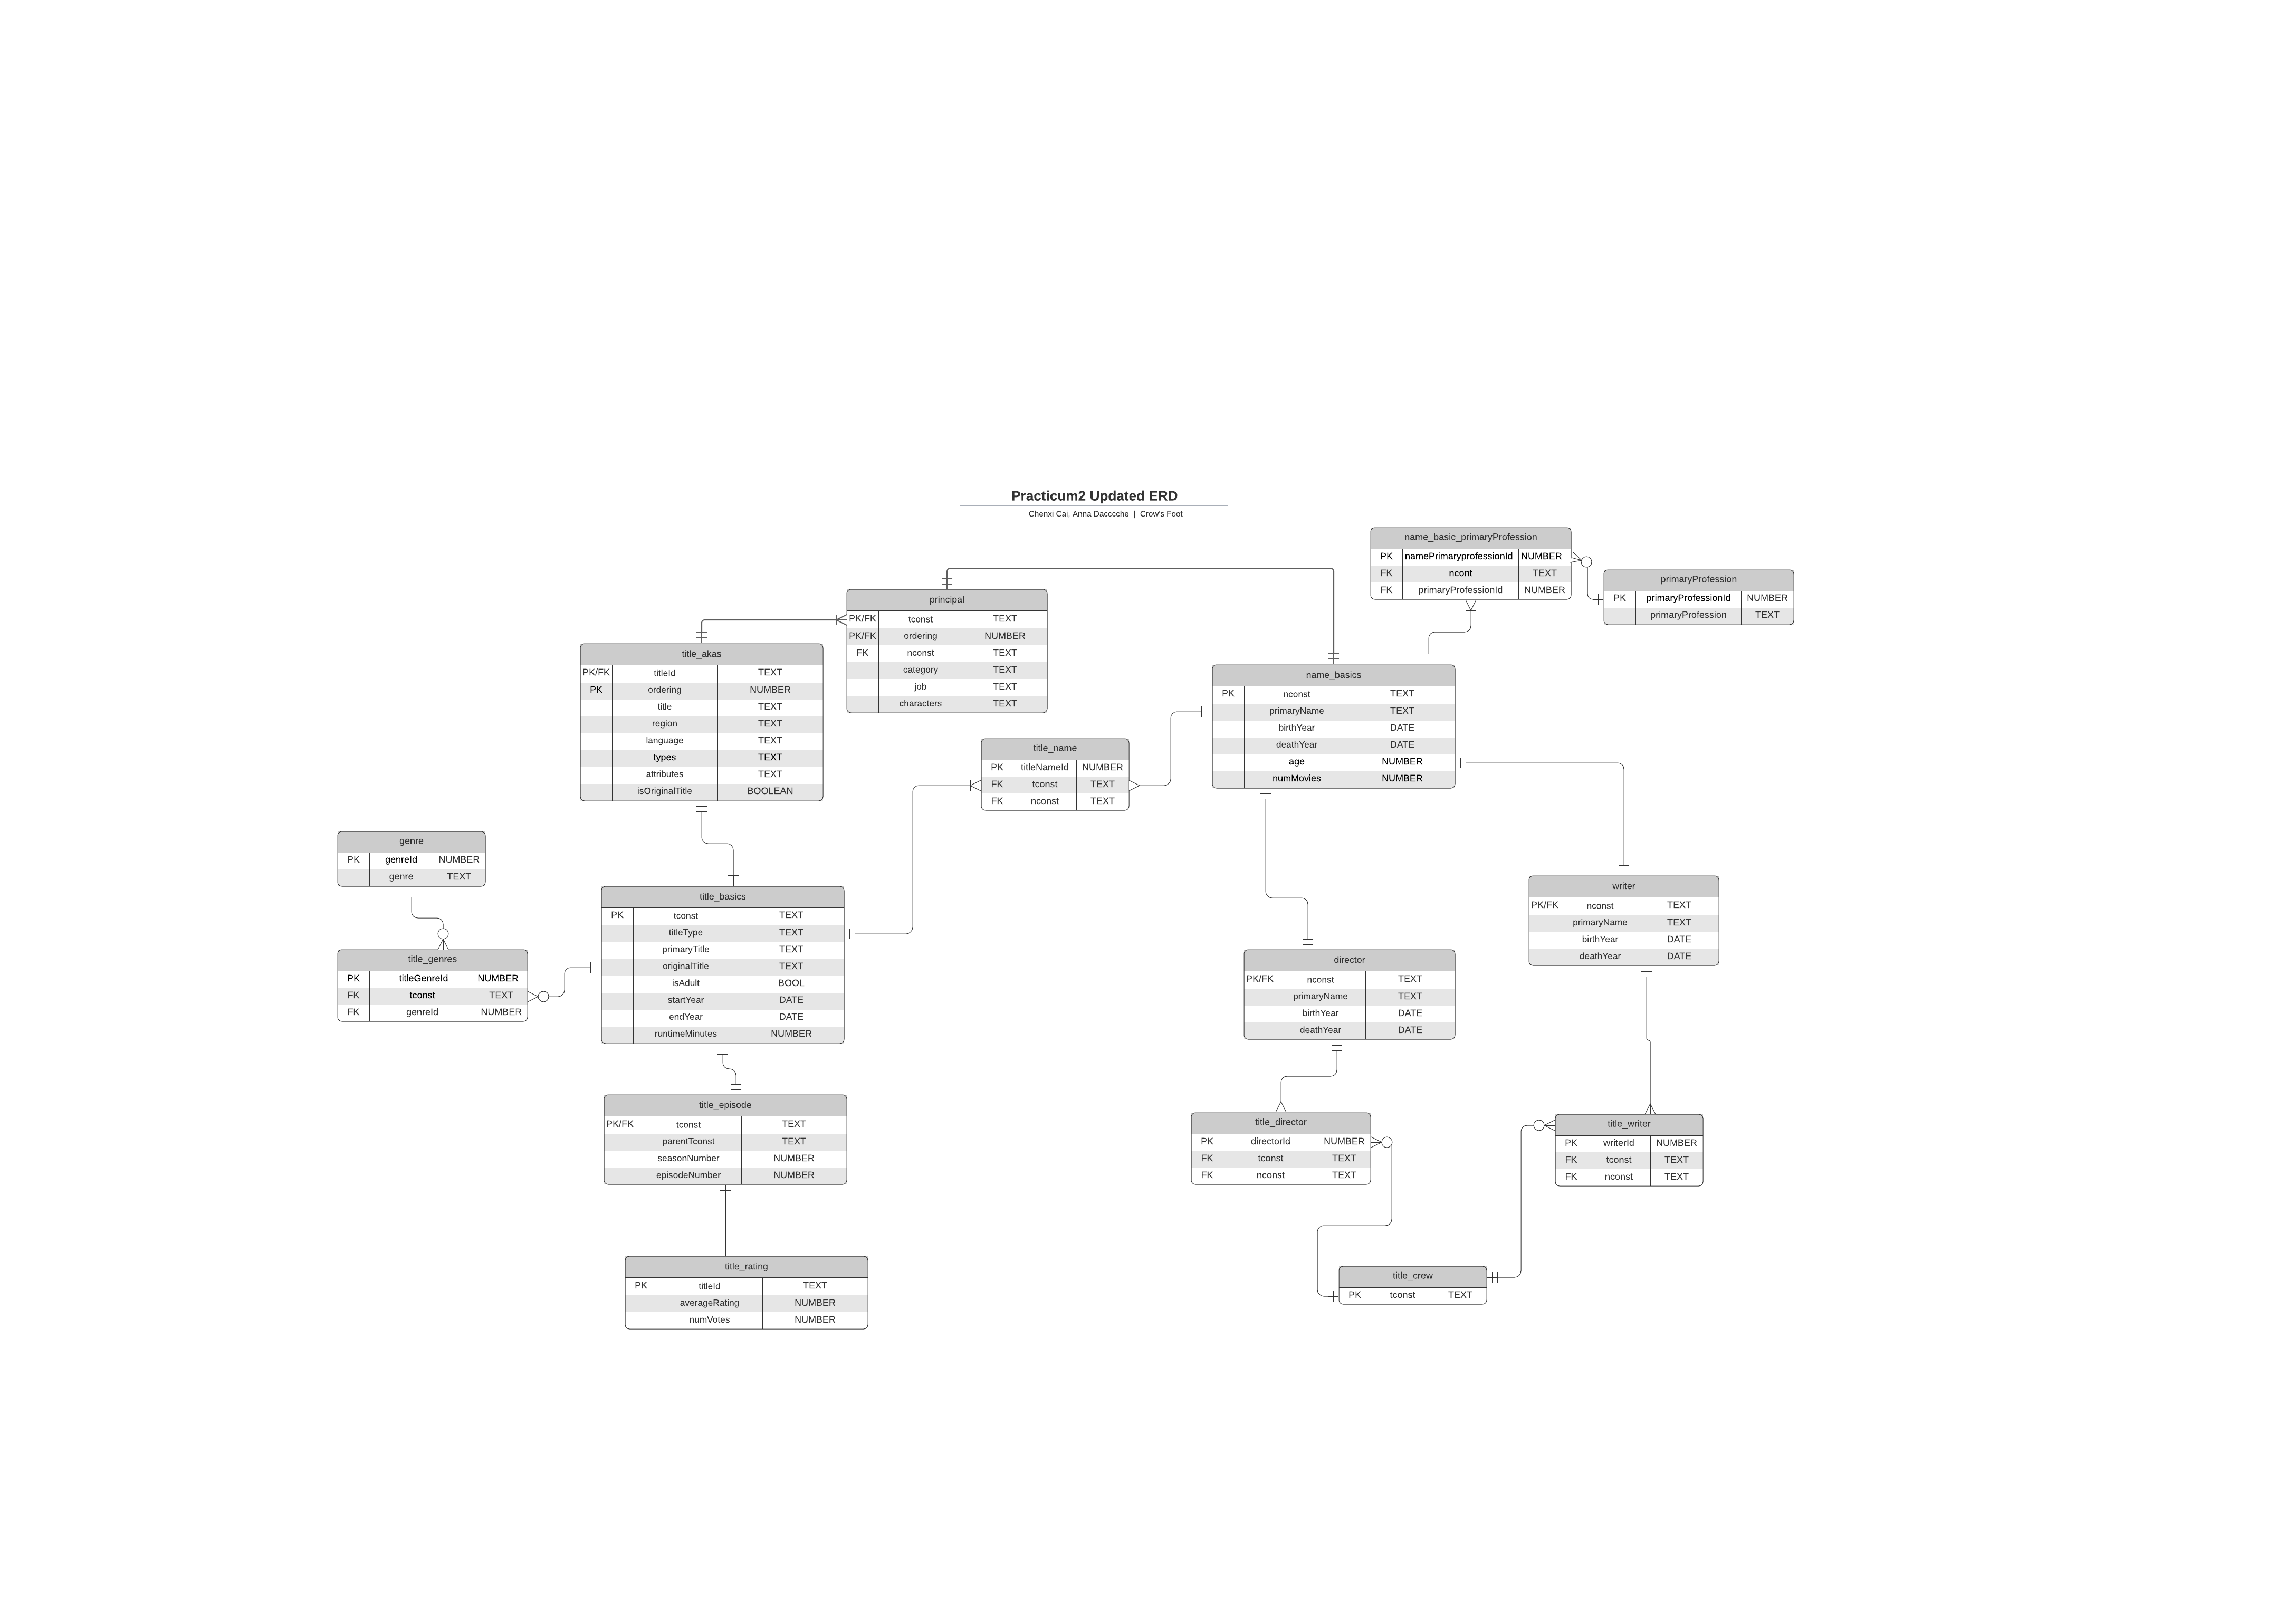 Practicum2 Updated ERD
Chenxi Cai, Anna Dacccche | Crow's Foot
name_basic_primaryProfession
PK namePrimaryprofessionId NUMBER
FK ncont TEXT
FK primaryProfessionId NUMBER
primaryProfession
PK primaryProfessionId NUMBER
primaryProfession TEXT
principal
PK/FK tconst TEXT
PK/FK ordering NUMBER
FK nconst TEXT
category TEXT
job TEXT
characters TEXT
title_akas
PK/FK titleId TEXT
PK ordering NUMBER
title TEXT
region TEXT
language TEXT
types TEXT
attributes TEXT
isOriginalTitle BOOLEAN
name_basics
PK nconst TEXT
primaryName TEXT
birthYear DATE
deathYear DATE
age NUMBER
numMovies NUMBER
title_name
PK titleNameId NUMBER
FK tconst TEXT
FK nconst TEXT
genre
PK genreId NUMBER
genre TEXT
title_basics
PK tconst TEXT
titleType TEXT
primaryTitle TEXT
originalTitle TEXT
isAdult BOOL
startYear DATE
endYear DATE
runtimeMinutes NUMBER
writer
PK/FK nconst TEXT
primaryName TEXT
birthYear DATE
deathYear DATE
title_genres
PK titleGenreId NUMBER
FK tconst TEXT
FK genreId NUMBER
director
PK/FK nconst TEXT
primaryName TEXT
birthYear DATE
deathYear DATE
title_episode
PK/FK tconst TEXT
parentTconst TEXT
seasonNumber NUMBER
episodeNumber NUMBER
title_director
PK directorId NUMBER
FK tconst TEXT
FK nconst TEXT
title_writer
PK writerId NUMBER
FK tconst TEXT
FK nconst TEXT
title_rating
PK titleId TEXT
averageRating NUMBER
numVotes NUMBER
title_crew
PK tconst TEXT